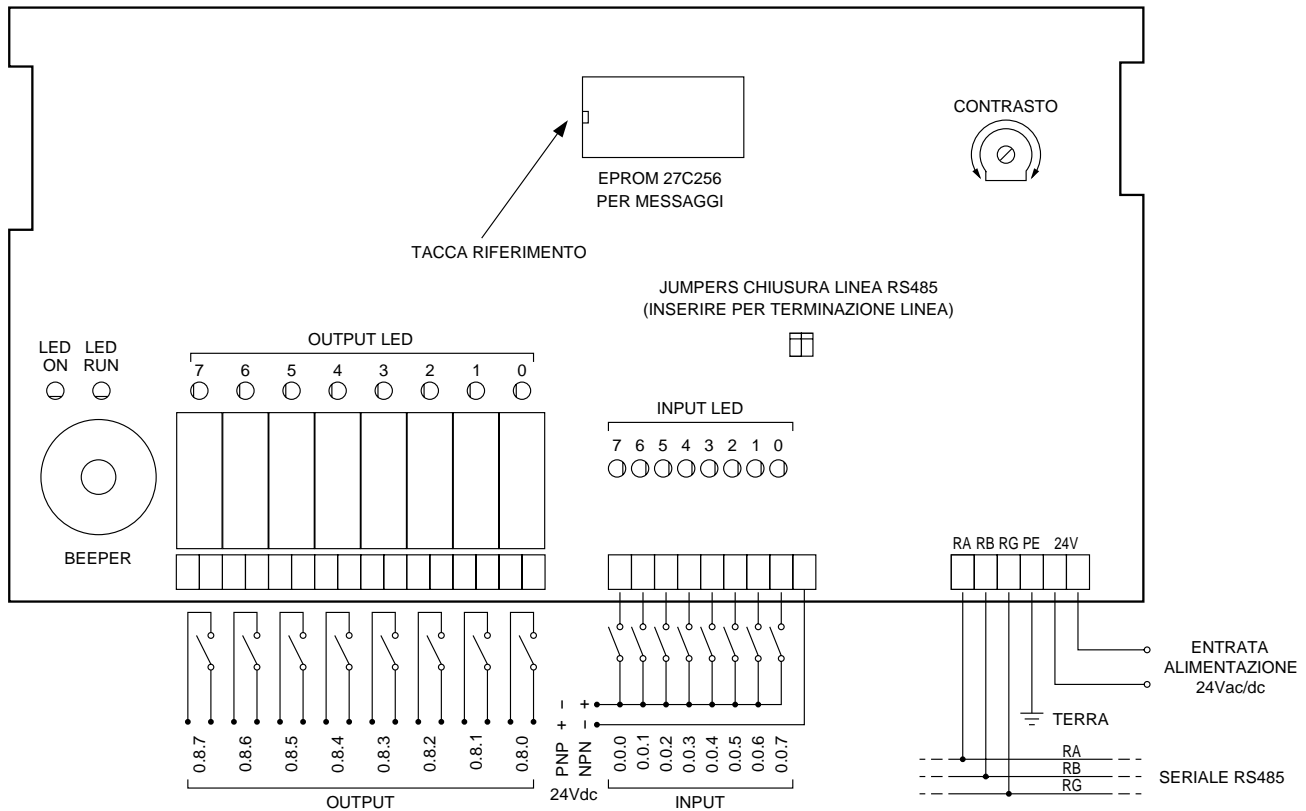 CONTRASTO
EPROM 27C256
PER MESSAGGI
TACCA RIFERIMENTO
JUMPERS CHIUSURA LINEA RS485
(INSERIRE PER TERMINAZIONE LINEA)
LED
ON
LED
RUN
OUTPUT LED
7 6 5 4 3 2 1 0
INPUT LED
7 6 5 4 3 2 1 0
BEEPER
RA RB RG PE 24V
ENTRATA
ALIMENTAZIONE
24Vac/dc
TERRA
- +
+ -
PNP
NPN
24Vdc
0.8.7 0.8.6 0.8.5 0.8.4 0.8.3 0.8.2 0.8.1 0.8.0
OUTPUT
0.0.0 0.0.1 0.0.2 0.0.3 0.0.4 0.0.5 0.0.6 0.0.7
INPUT
RA
RB
RG
SERIALE RS485